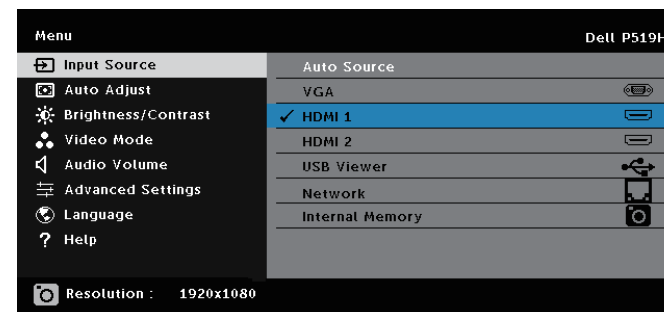 Menu
Dell P519H
Input Source
Auto Adjust
Brightness/Contrast
Video Mode
Audio Volume
Advanced Settings
Language
? Help
Auto Source
VGA
✓ HDMI 1
HDMI 2
USB Viewer
Network
Internal Memory
Resolution : 1920x1080